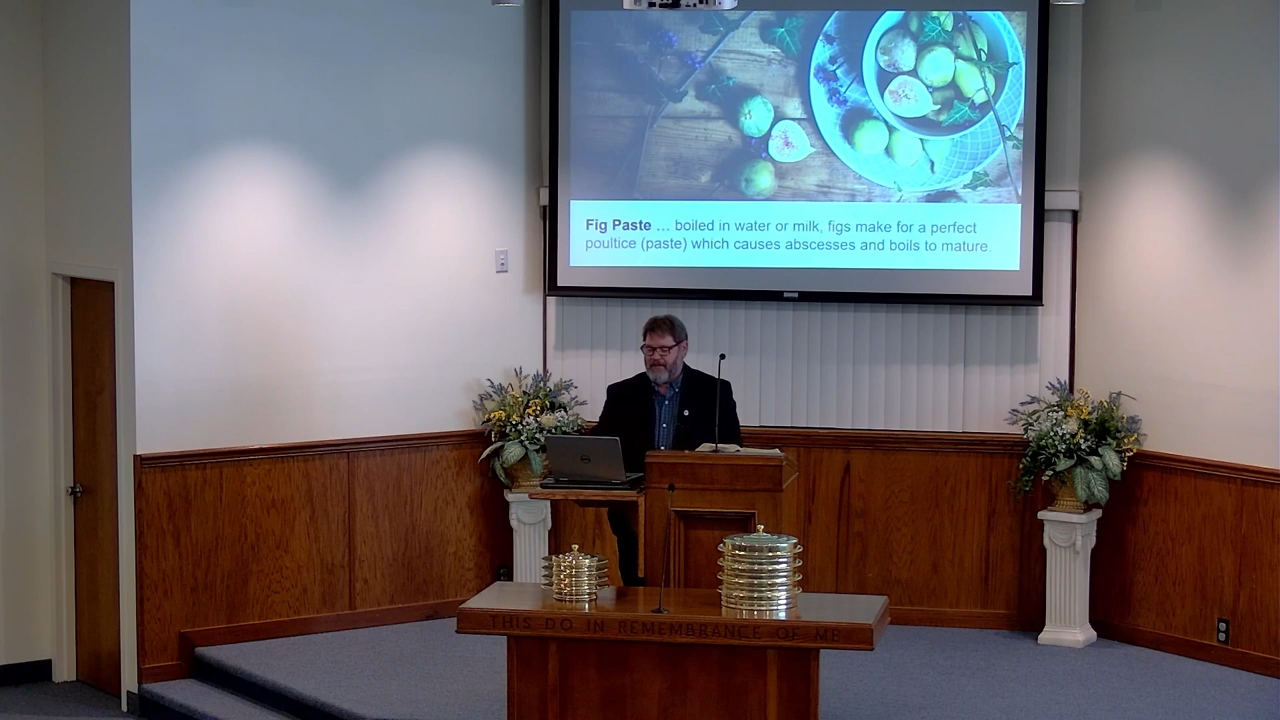 Fig Paste ... boiled in water or milk, figs make for a perfect
poultice (paste) which causes abscesses and boils to mature.
THIS DO IN REMEMBRANCE OF ME